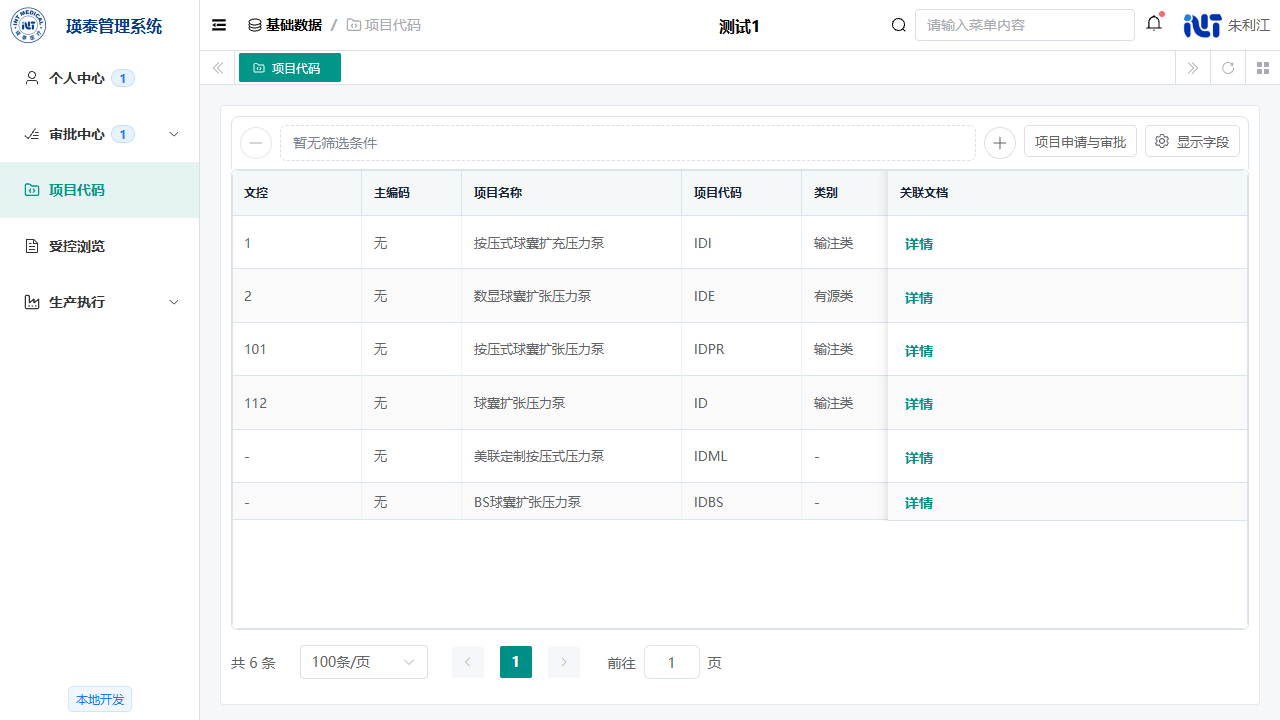 瑛泰管理系统
基础数据 / 项目代码
测试1
请输入菜单内容
朱利江
个人中心 1
审批中心 1
项目代码
受控浏览
生产执行
本地开发
项目代码
暂无筛选条件
项目申请与审批
显示字段
文控 主编码 项目名称 项目代码 类别 关联文档
1 无 按压式球囊扩充压力泵 IDI 输注类 详情
2 无 数显球囊扩张压力泵 IDE 有源类 详情
101 无 按压式球囊扩张压力泵 IDPR 输注类 详情
112 无 球囊扩张压力泵 ID 输注类 详情
- 无 美联定制按压式压力泵 IDML - 详情
- 无 BS球囊扩张压力泵 IDBS - 详情
共 6 条 100条/页 1 前往 1 页